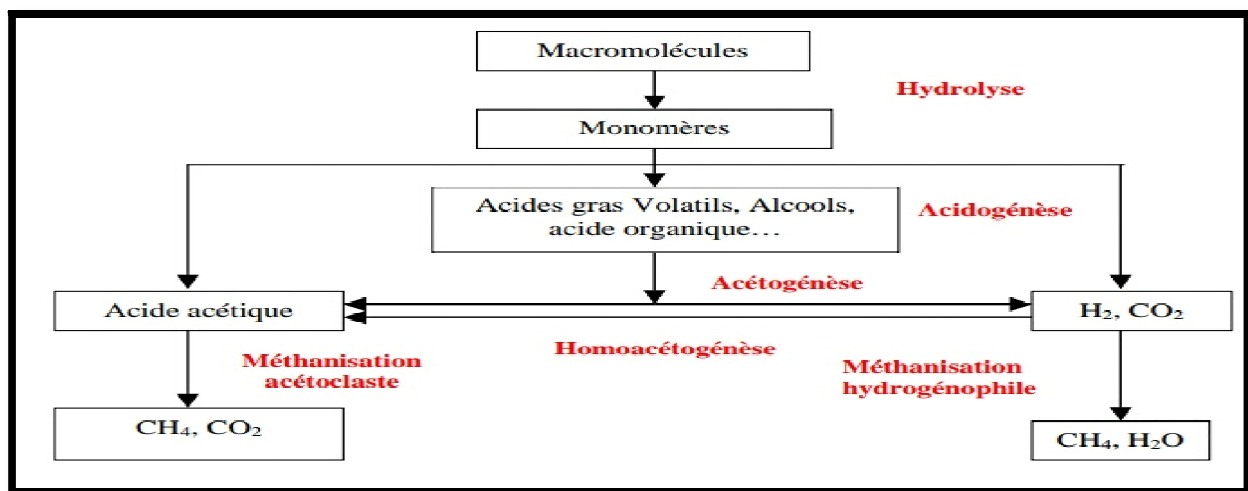 Macromolécules
Hydrolyse
Monomères
Acides gras Volatils, Alcools,
acide organique…
Acidogénèse
Acétogénèse
Acide acétique
H₂, CO₂
Homoacétogénèse
Méthanisation
acétoclaste
Méthanisation
hydrogénophile
CH₄, CO₂
CH₄, H₂O